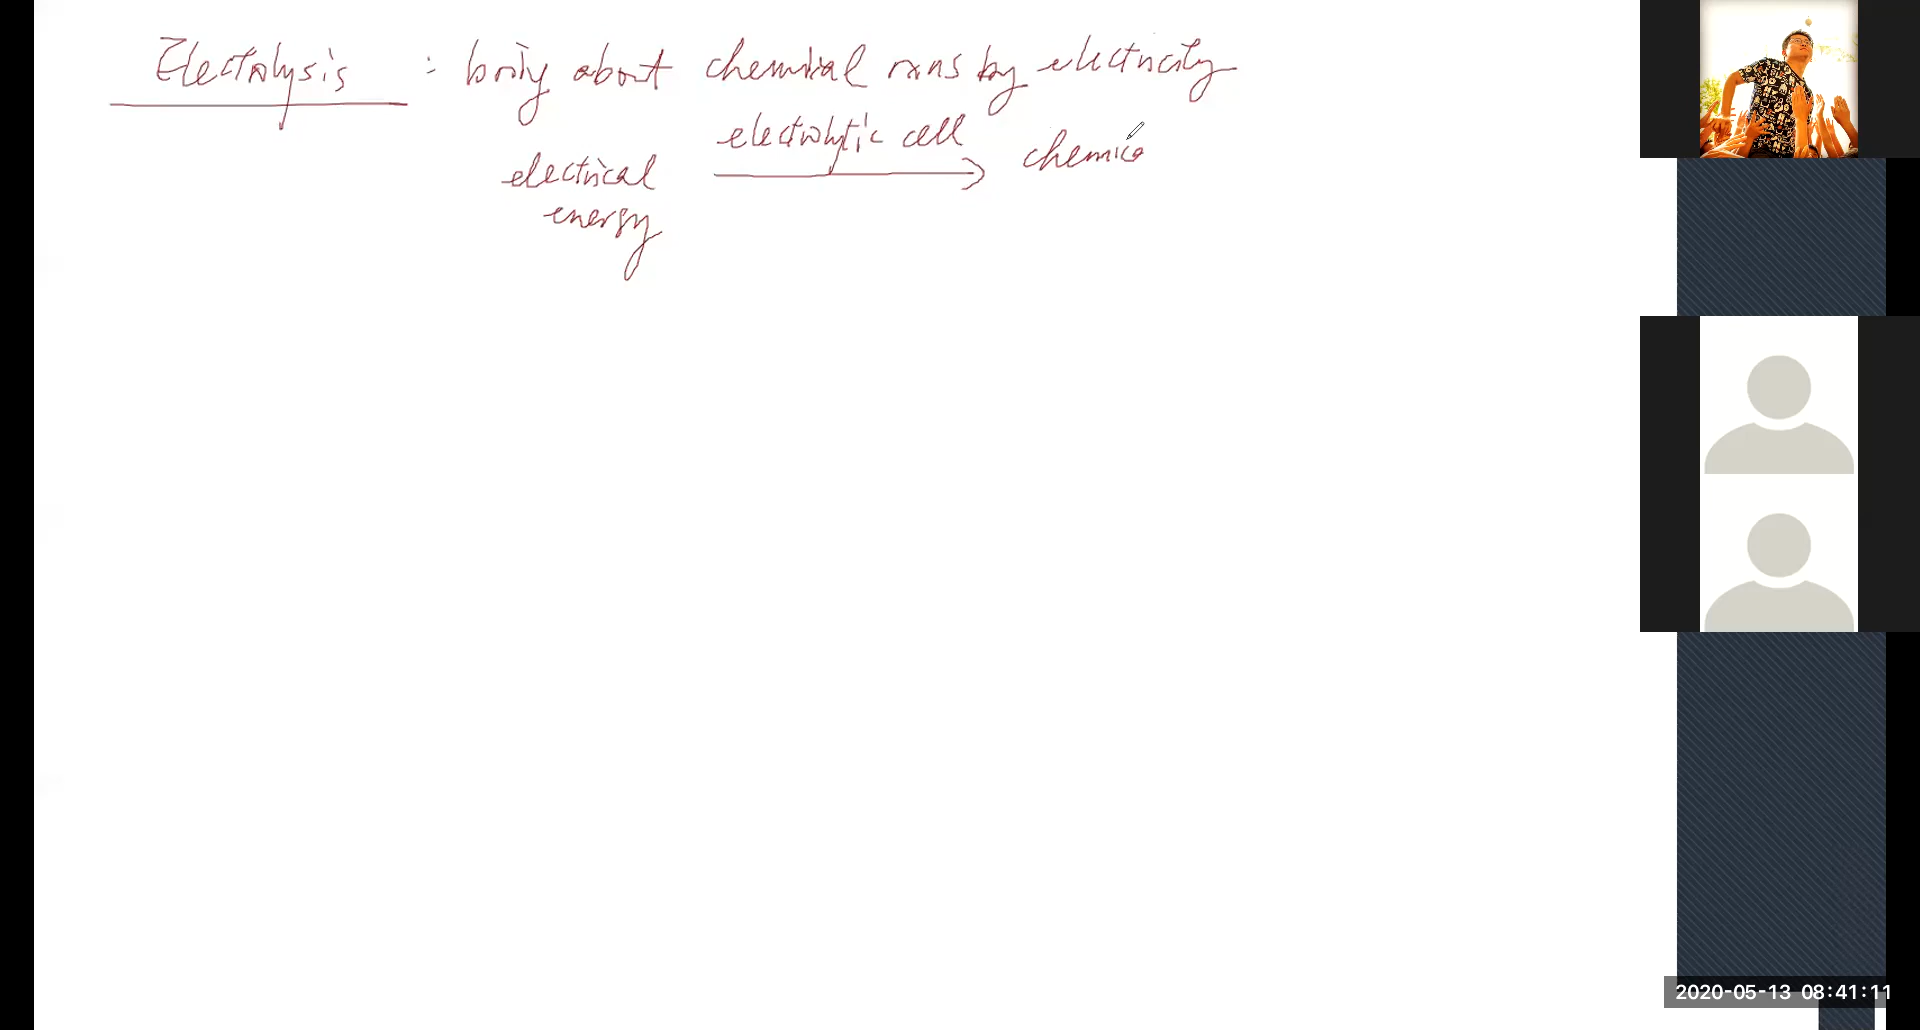 Electrolysis : bring about chemical rxns by electricity
electrolytic cell
electrical chemica
energy
2020-05-13 08:41:11